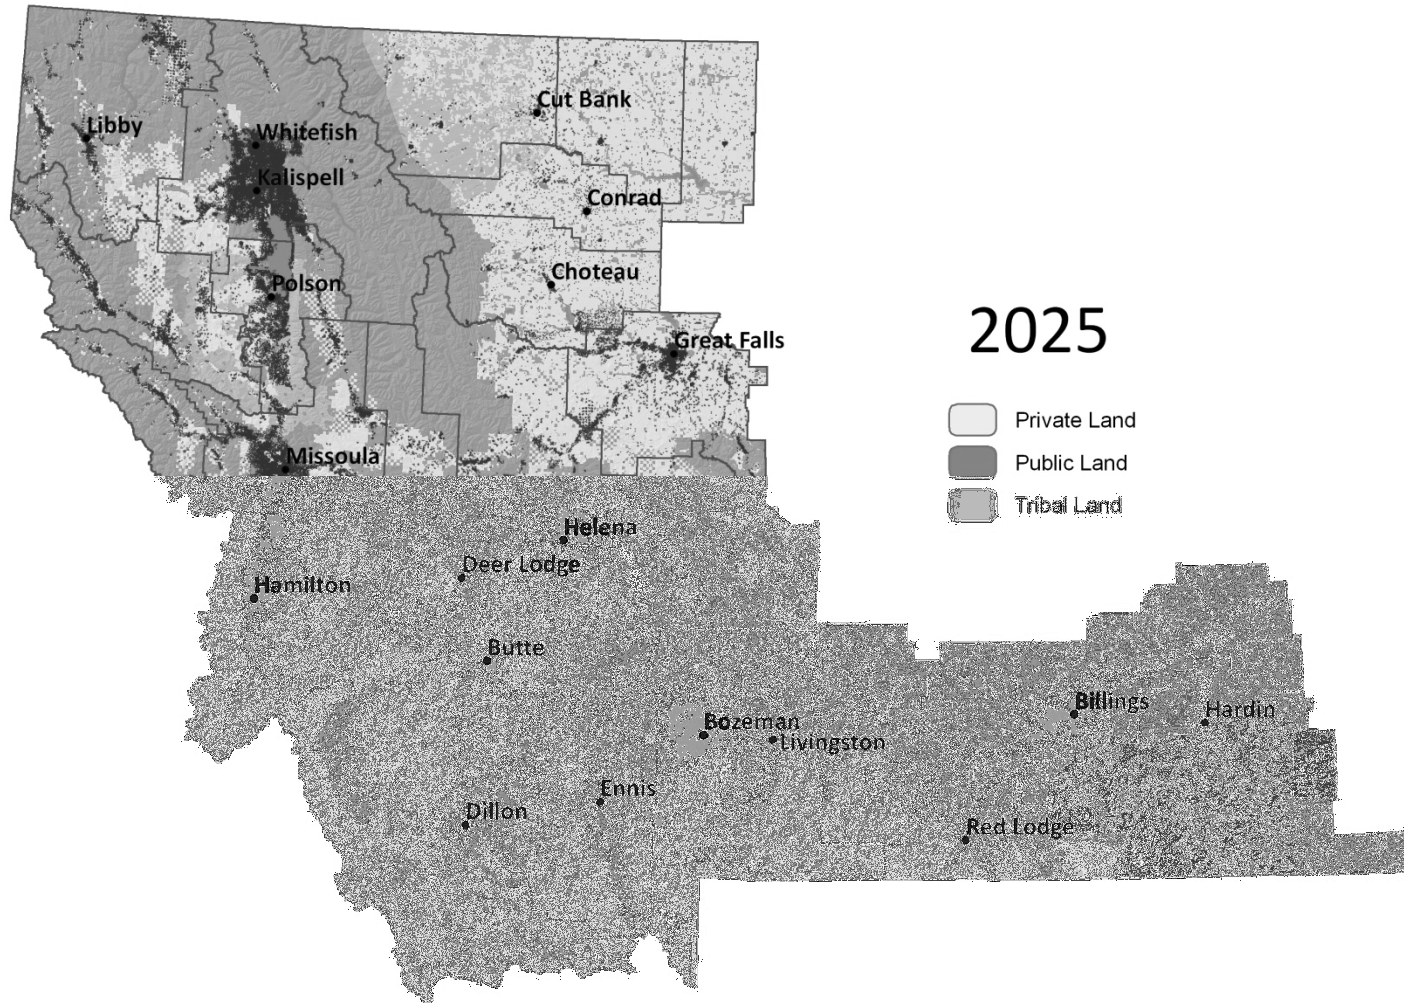 Cut Bank
Libby
Whitefish
Kalispell
Conrad
Choteau
Polson
Great Falls
2025
Private Land
Public Land
Tribal Land
Missoula
Helena
Deer Lodge
Hamilton
Butte
Billings
Hardin
Bozeman
Livingston
Ennis
Dillon
Red Lodge